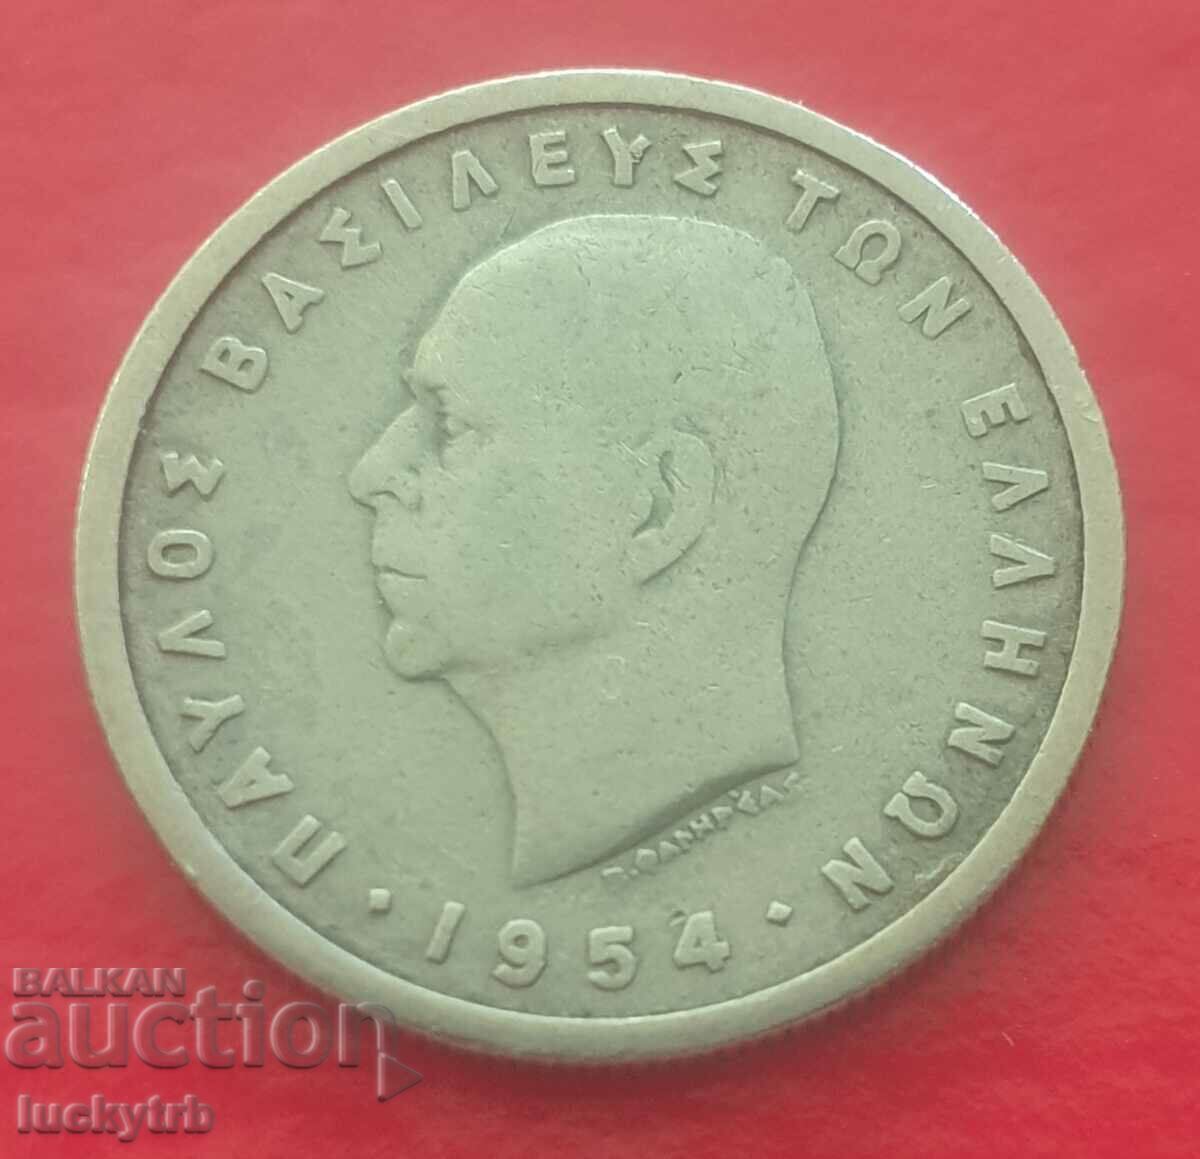 ΠΑΥΛΟΣ ΒΑΣΙΛΕΥΣ ΤΩΝ ΕΛΛΗΝΩΝ
· 1954 ·
BALKAN
auction
luckytrb